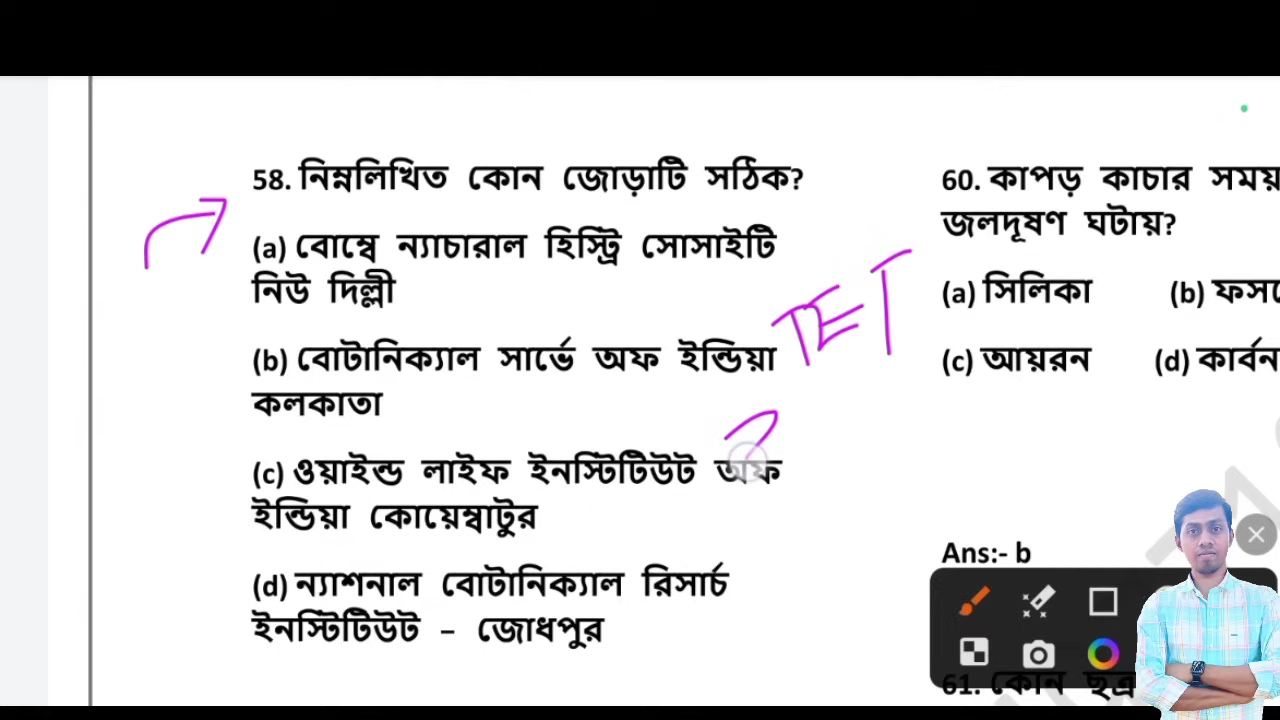 58. নিম্নলিখিত কোন জোড়াটি সঠিক?
(a) বোম্বে ন্যাচারাল হিস্ট্রি সোসাইটি
নিউ দিল্লী
(b) বোটানিক্যাল সার্ভে অফ ইন্ডিয়া
কলকাতা
(c) ওয়াইল্ড লাইফ ইনস্টিটিউট অফ
ইন্ডিয়া কোয়েম্বাটুর
(d) ন্যাশনাল বোটানিক্যাল রিসার্চ
ইনস্টিটিউট – জোধপুর
TET
60. কাপড় কাচার সময়
জলদূষণ ঘটায়?
(a) সিলিকা (b)
(c) আয়রন (d) কার্বন
Ans:- b
61. কোন